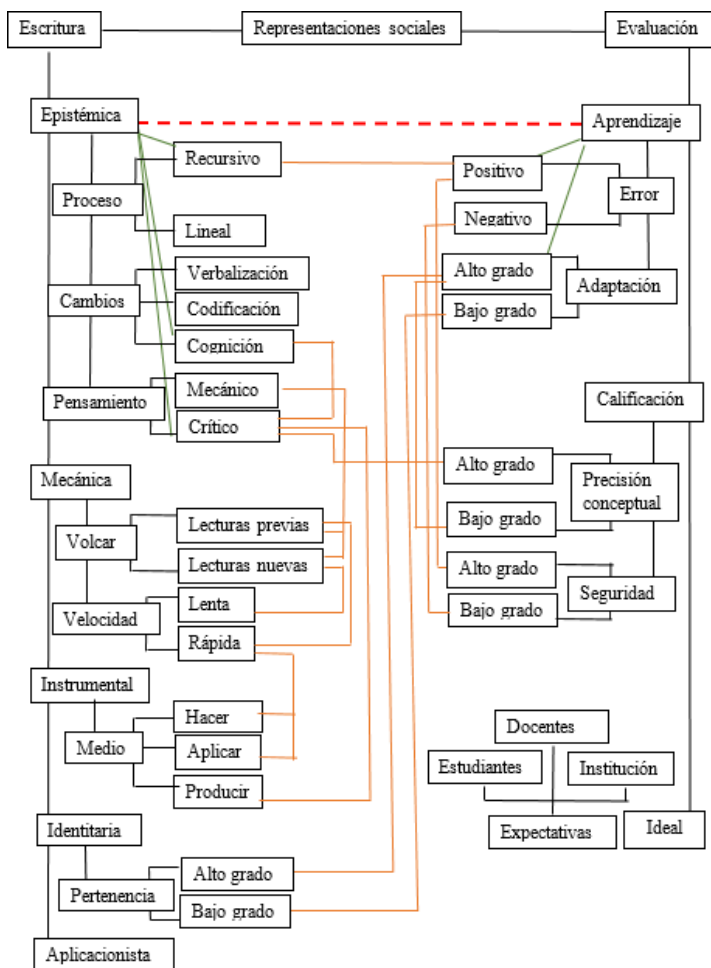 Escritura
Representaciones sociales
Evaluación
Epistémica
Aprendizaje
Recursivo
Positivo
Proceso
Error
Lineal
Negativo
Verbalización
Alto grado
Cambios
Codificación
Adaptación
Bajo grado
Cognición
Mecánico
Pensamiento
Calificación
Crítico
Alto grado
Mecánica
Precisión
conceptual
Lecturas previas
Bajo grado
Volcar
Lecturas nuevas
Alto grado
Seguridad
Lenta
Velocidad
Bajo grado
Rápida
Instrumental
Hacer
Docentes
Medio
Aplicar
Estudiantes
Institución
Producir
Identitaria
Expectativas
Ideal
Alto grado
Pertenencia
Bajo grado
Aplicacionista